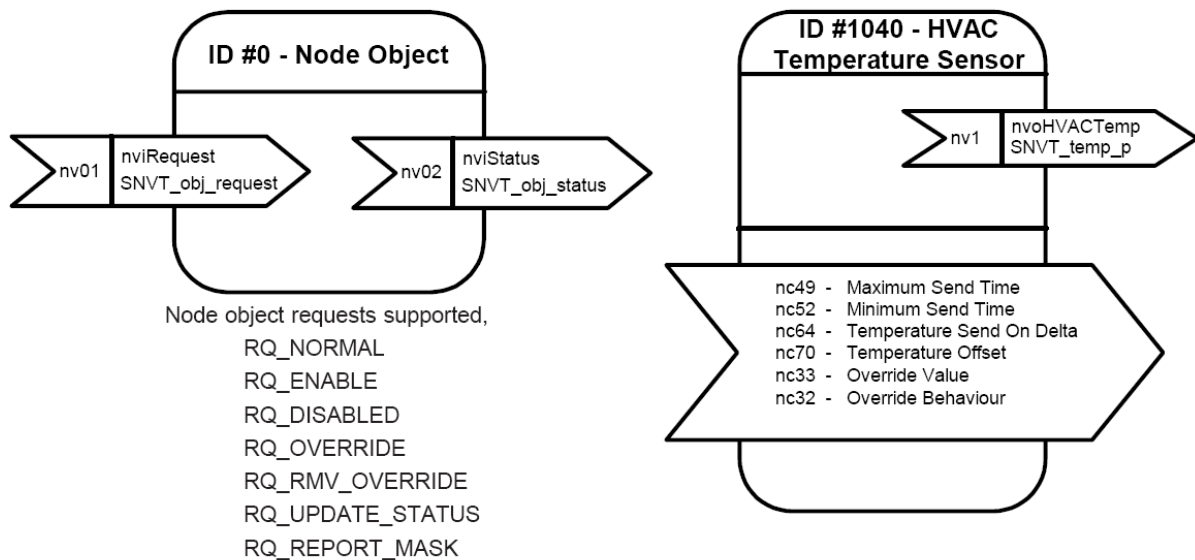 ID #0 - Node Object
nv01
nviRequest
SNVT_obj_request
nv02
nviStatus
SNVT_obj_status
Node object requests supported,
RQ_NORMAL
RQ_ENABLE
RQ_DISABLED
RQ_OVERRIDE
RQ_RMV_OVERRIDE
RQ_UPDATE_STATUS
RQ_REPORT_MASK
ID #1040 - HVAC
Temperature Sensor
nv1
nvoHVACTemp
SNVT_temp_p
nc49 - Maximum Send Time
nc52 - Minimum Send Time
nc64 - Temperature Send On Delta
nc70 - Temperature Offset
nc33 - Override Value
nc32 - Override Behaviour